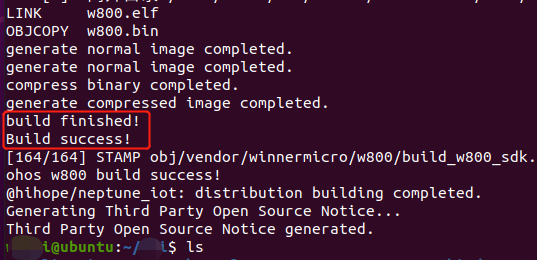 LINK    w800.elf
OBJCOPY  w800.bin
generate normal image completed.
generate normal image completed.
compress binary completed.
generate compressed image completed.
build finished!
Build success!
[164/164] STAMP obj/vendor/winnermicro/w800/build_w800_sdk.
ohos w800 build success!
@hihope/neptune_iot: distribution building completed.
Generating Third Party Open Source Notice...
Third Party Open Source Notice generated.
i@ubuntu:~/ i$ ls